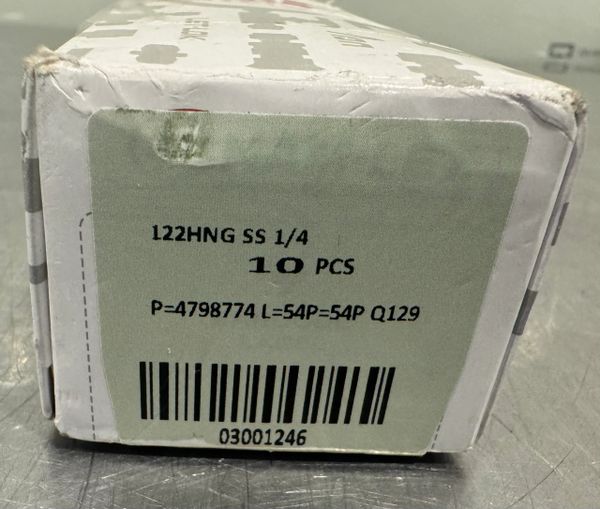 122HNG SS 1/4
10 PCS
P=4798774 L=54P=54P Q129
03001246